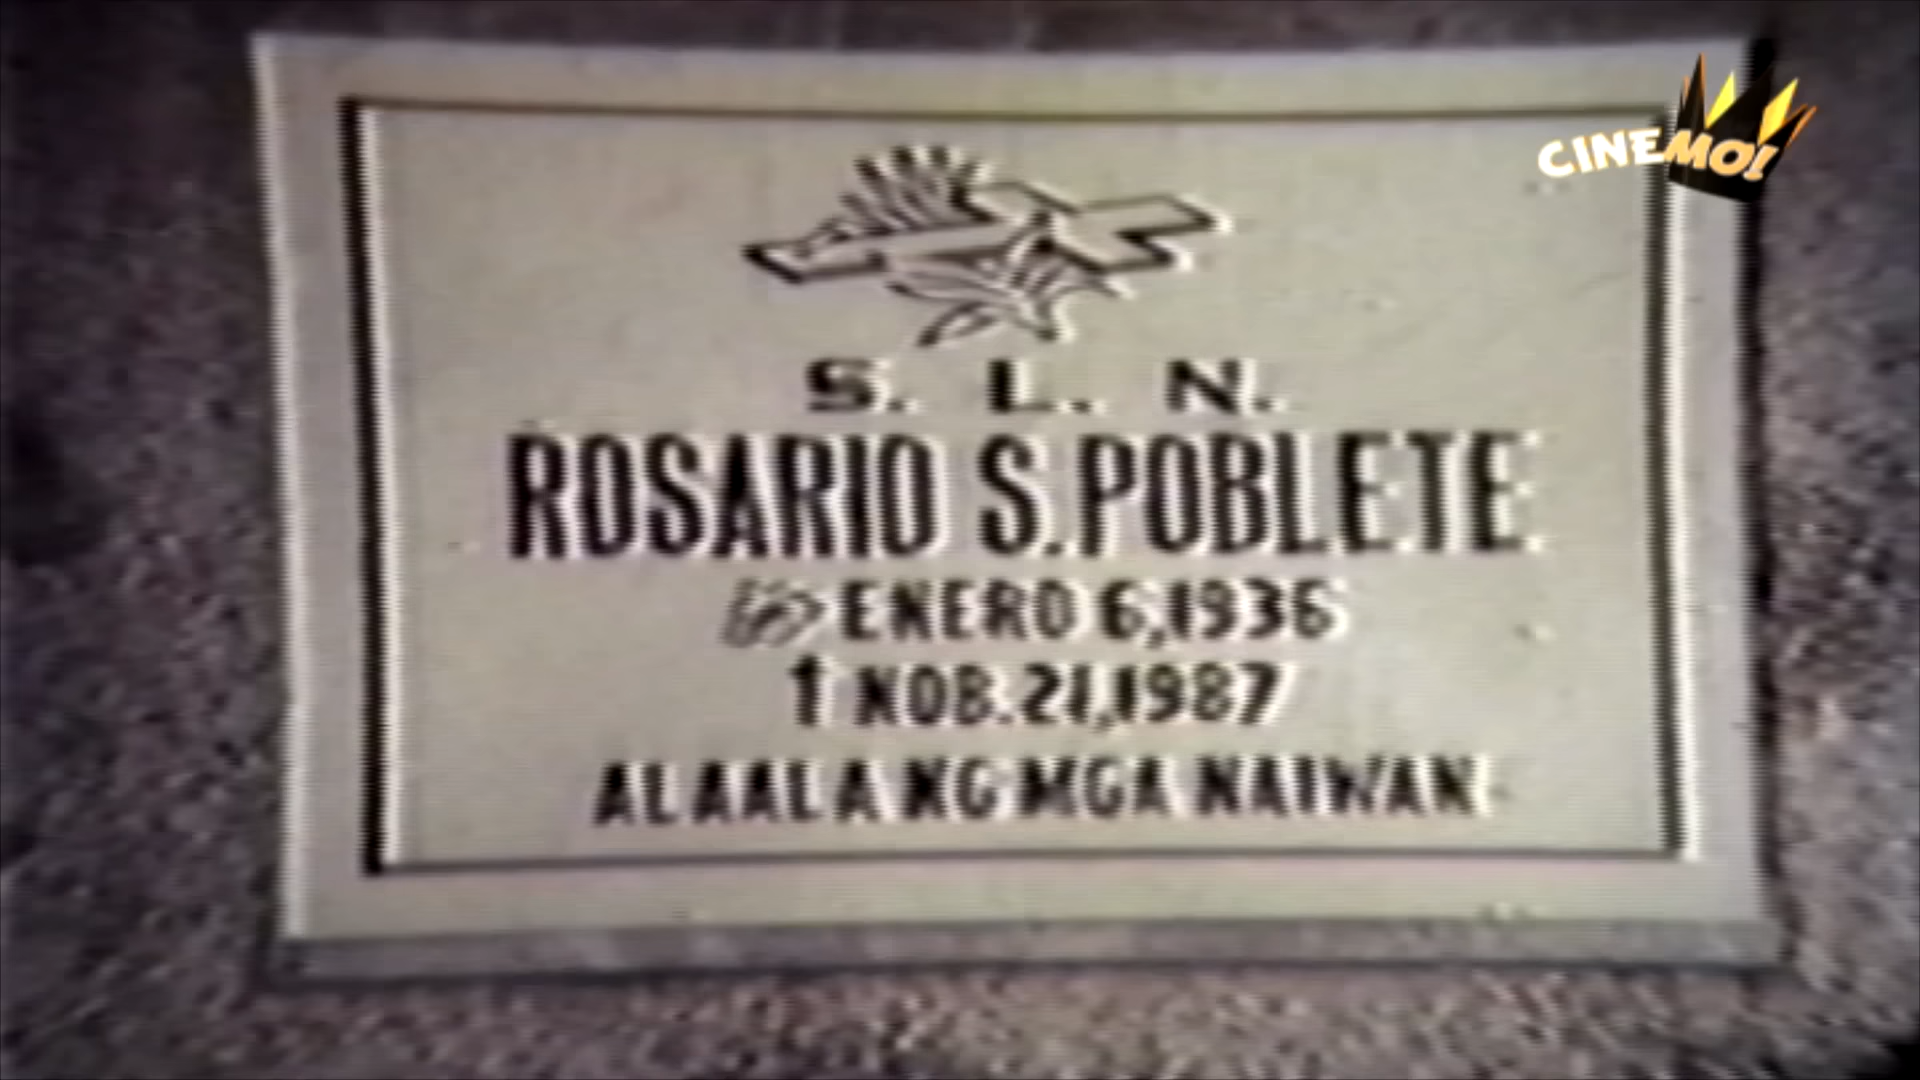 CINEMO!
S. L. N.
ROSARIO S. POBLETE
ENERO 6, 1936
† NOB. 21, 1987
ALAALA NG MGA NAIWAN